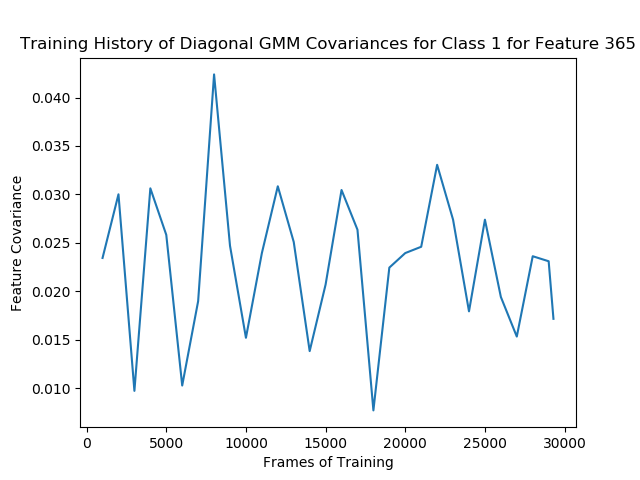 Training History of Diagonal GMM Covariances for Class 1 for Feature 365
0.040
0.035
0.030
0.025
0.020
0.015
0.010
Feature Covariance
0 5000 10000 15000 20000 25000 30000
Frames of Training